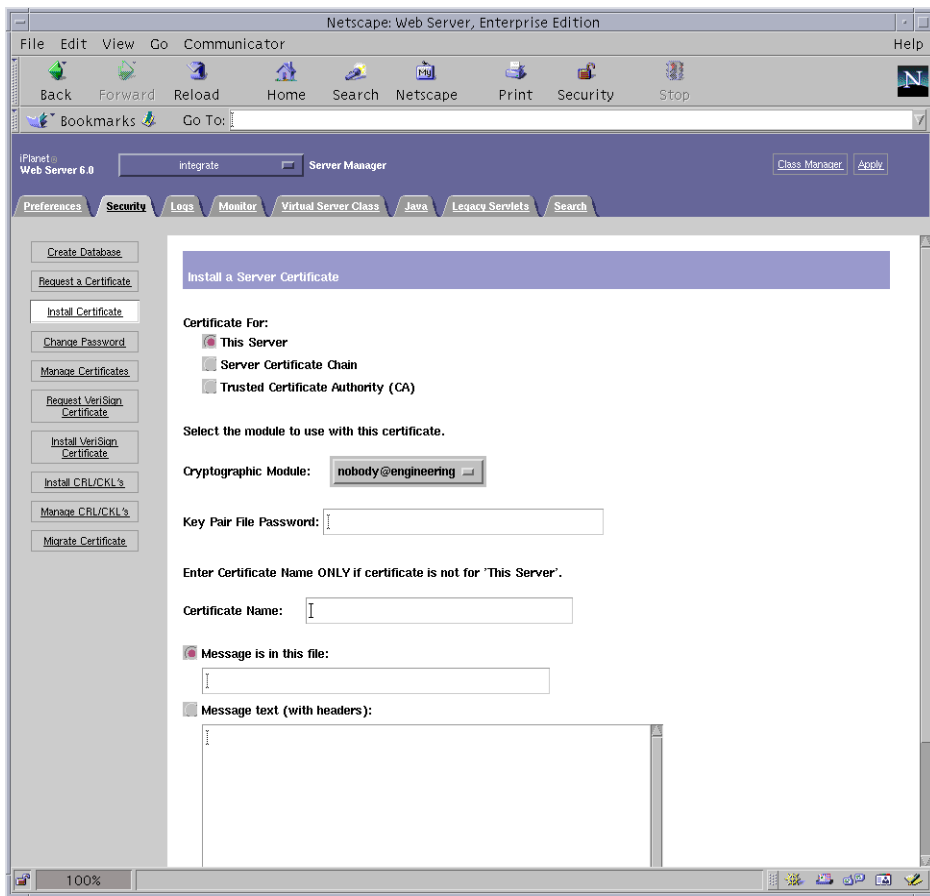 Netscape: Web Server, Enterprise Edition
File Edit View Go Communicator Help
Back Forward Reload Home Search Netscape Print Security Stop
My
N
Bookmarks Go To:
iPlanet
Web Server 6.0
integrate
Server Manager
Class Manager Apply
Preferences Security Logs Monitor Virtual Server Class Java Legacy Servlets Search
Create Database
Request a Certificate
Install Certificate
Change Password
Manage Certificates
Request VeriSign
Certificate
Install VeriSign
Certificate
Install CRL/CKL's
Manage CRL/CKL's
Migrate Certificate
Install a Server Certificate
Certificate For:
This Server
Server Certificate Chain
Trusted Certificate Authority (CA)
Select the module to use with this certificate.
Cryptographic Module: nobody@engineering
Key Pair File Password:
Enter Certificate Name ONLY if certificate is not for 'This Server'.
Certificate Name:
Message is in this file:
Message text (with headers):
100%